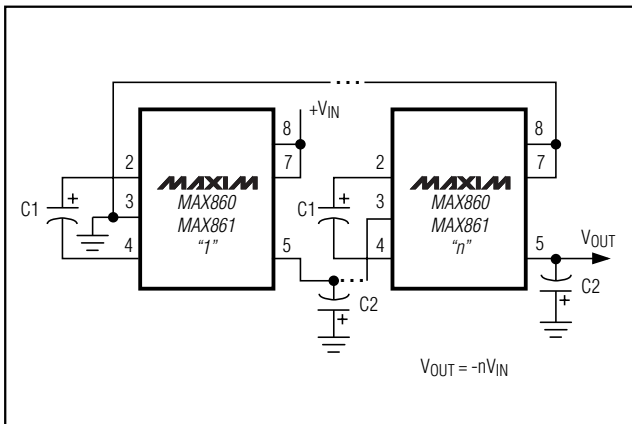 +VIN
8
7
2
MAXIM
MAX860
MAX861
"1"
C1
+
3
4
5
C2
+
8
7
2
MAXIM
MAX860
MAX861
"n"
C1
+
3
4
5
VOUT
C2
+
VOUT = -nVIN